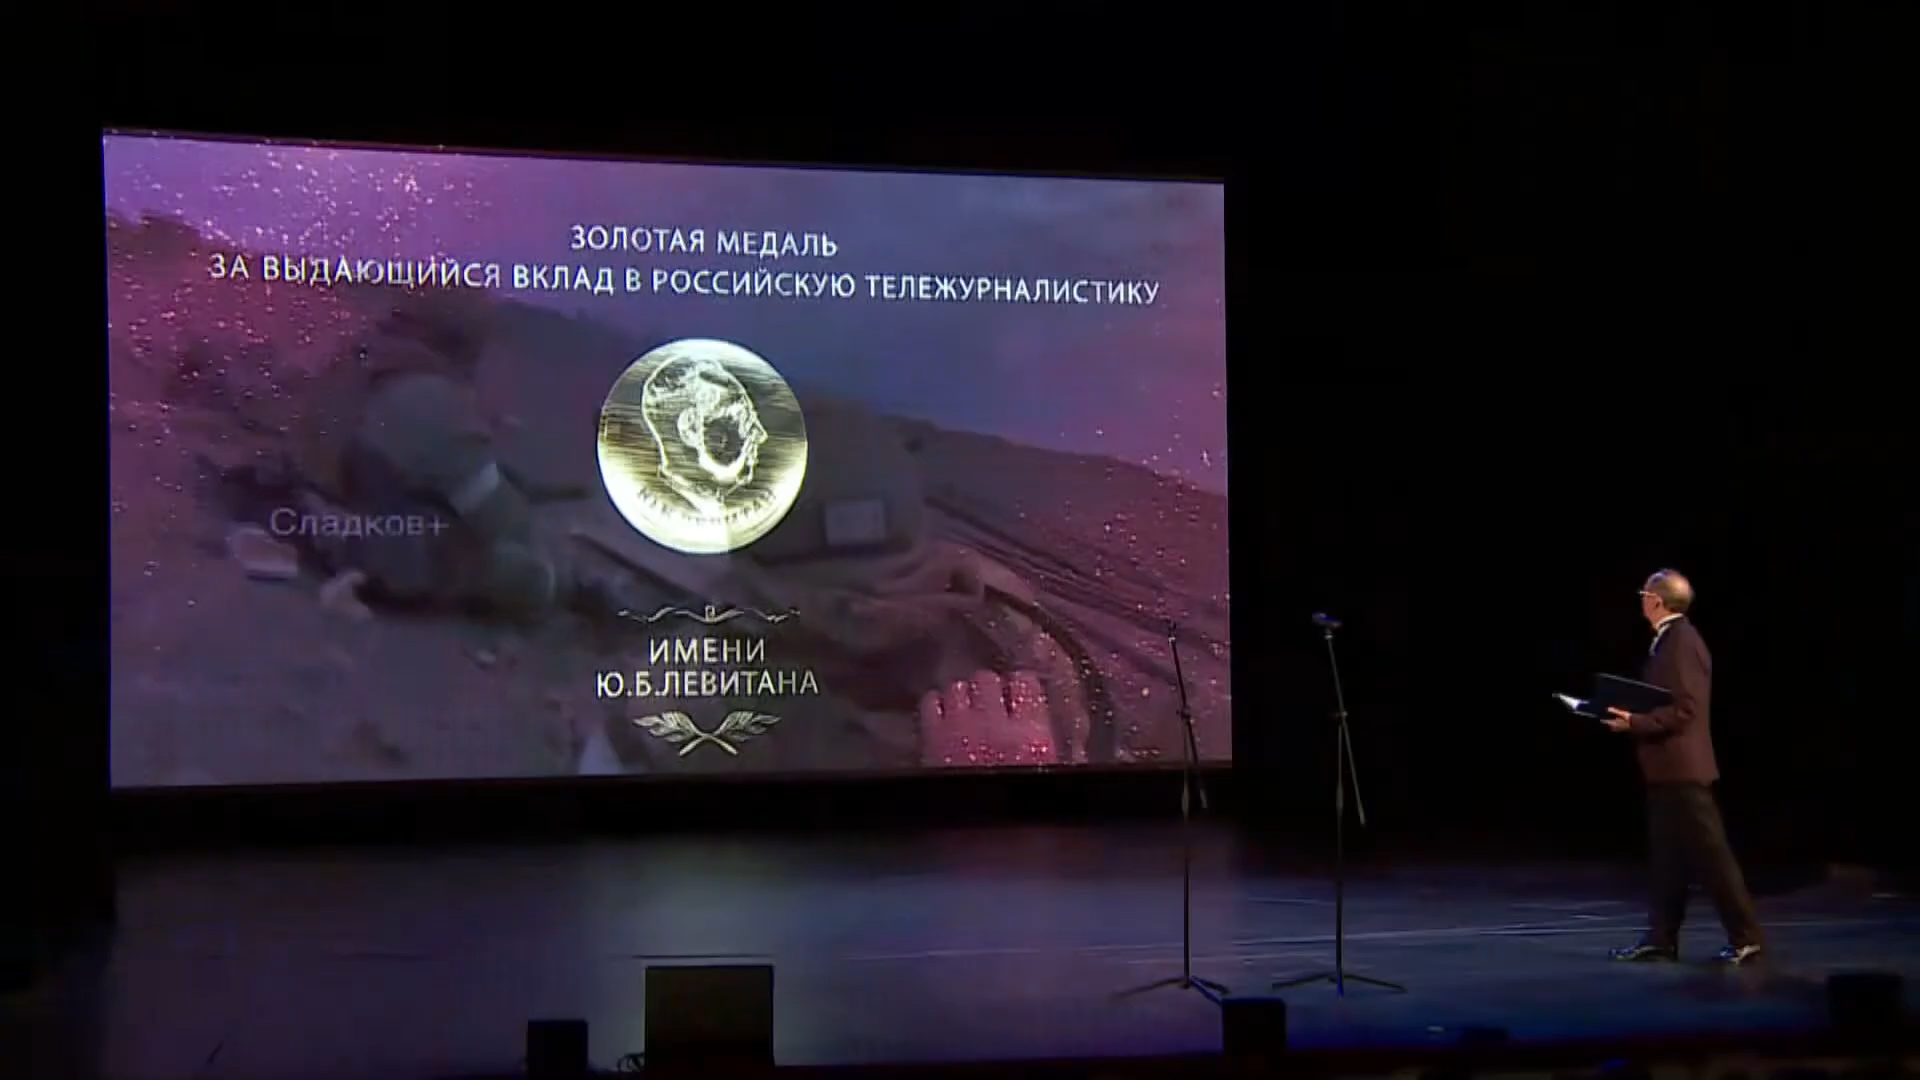 ЗОЛОТАЯ МЕДАЛЬ
ЗА ВЫДАЮЩИЙСЯ ВКЛАД В РОССИЙСКУЮ ТЕЛЕЖУРНАЛИСТИКУ
Сладков+
ИМЕНИ
Ю.Б.ЛЕВИТАНА